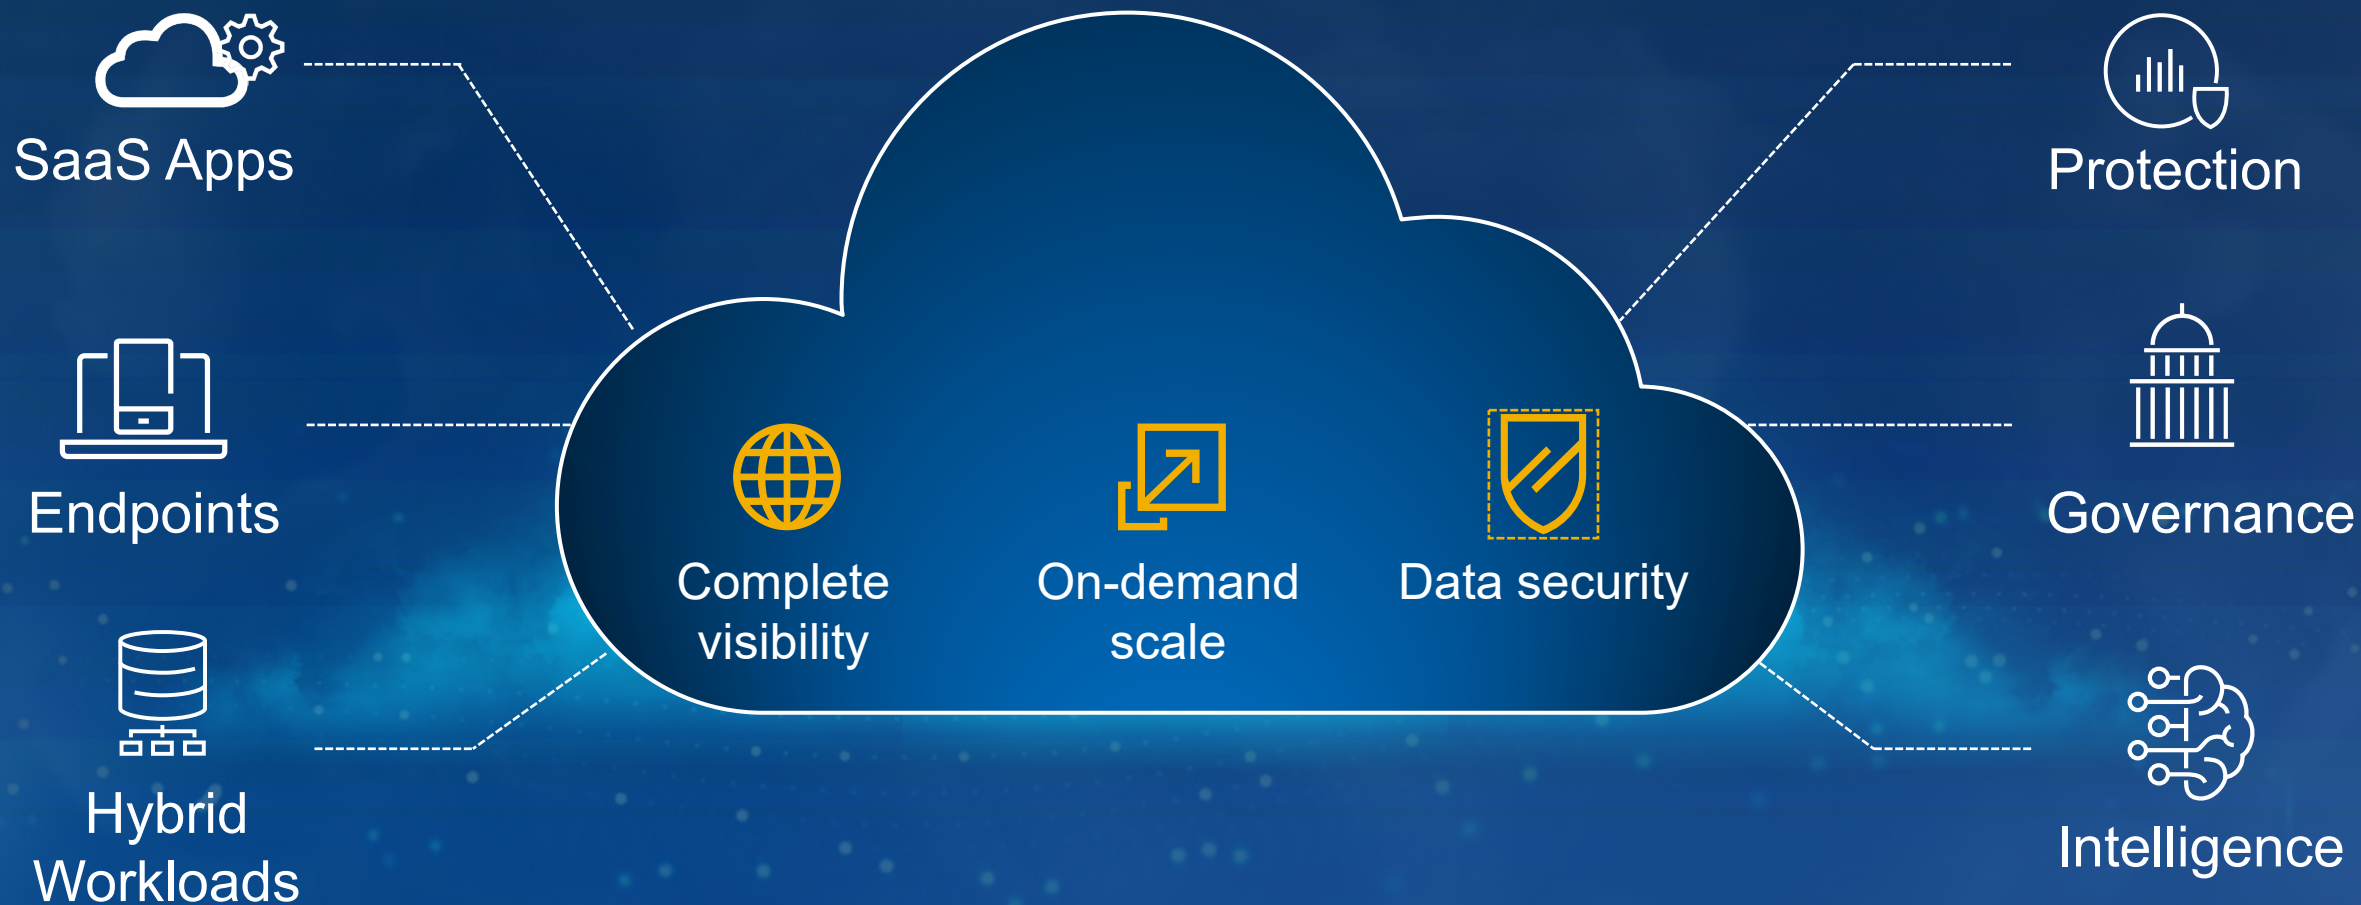 SaaS Apps
Endpoints
Hybrid
Workloads
Complete
visibility
On-demand
scale
Data security
Protection
Governance
Intelligence